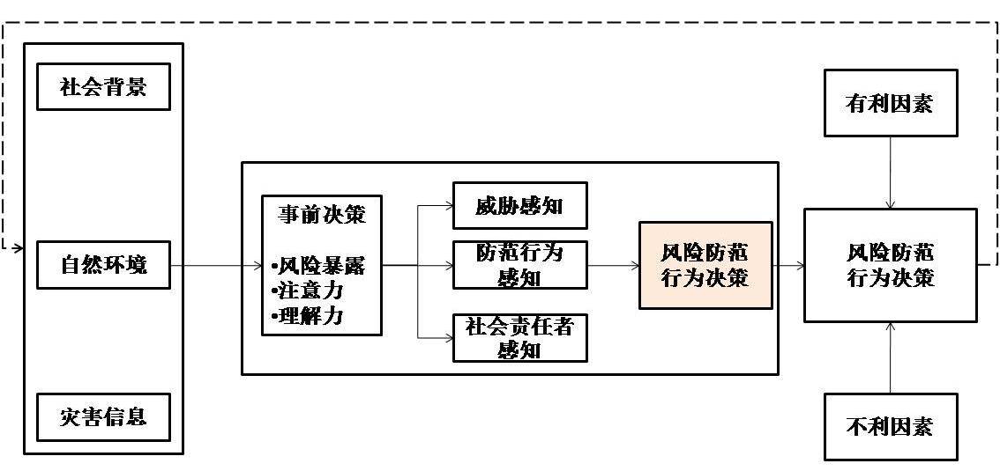 社会背景
自然环境
灾害信息
事前决策
•风险暴露
•注意力
•理解力
威胁感知
防范行为
感知
社会责任者
感知
风险防范
行为决策
有利因素
风险防范
行为决策
不利因素